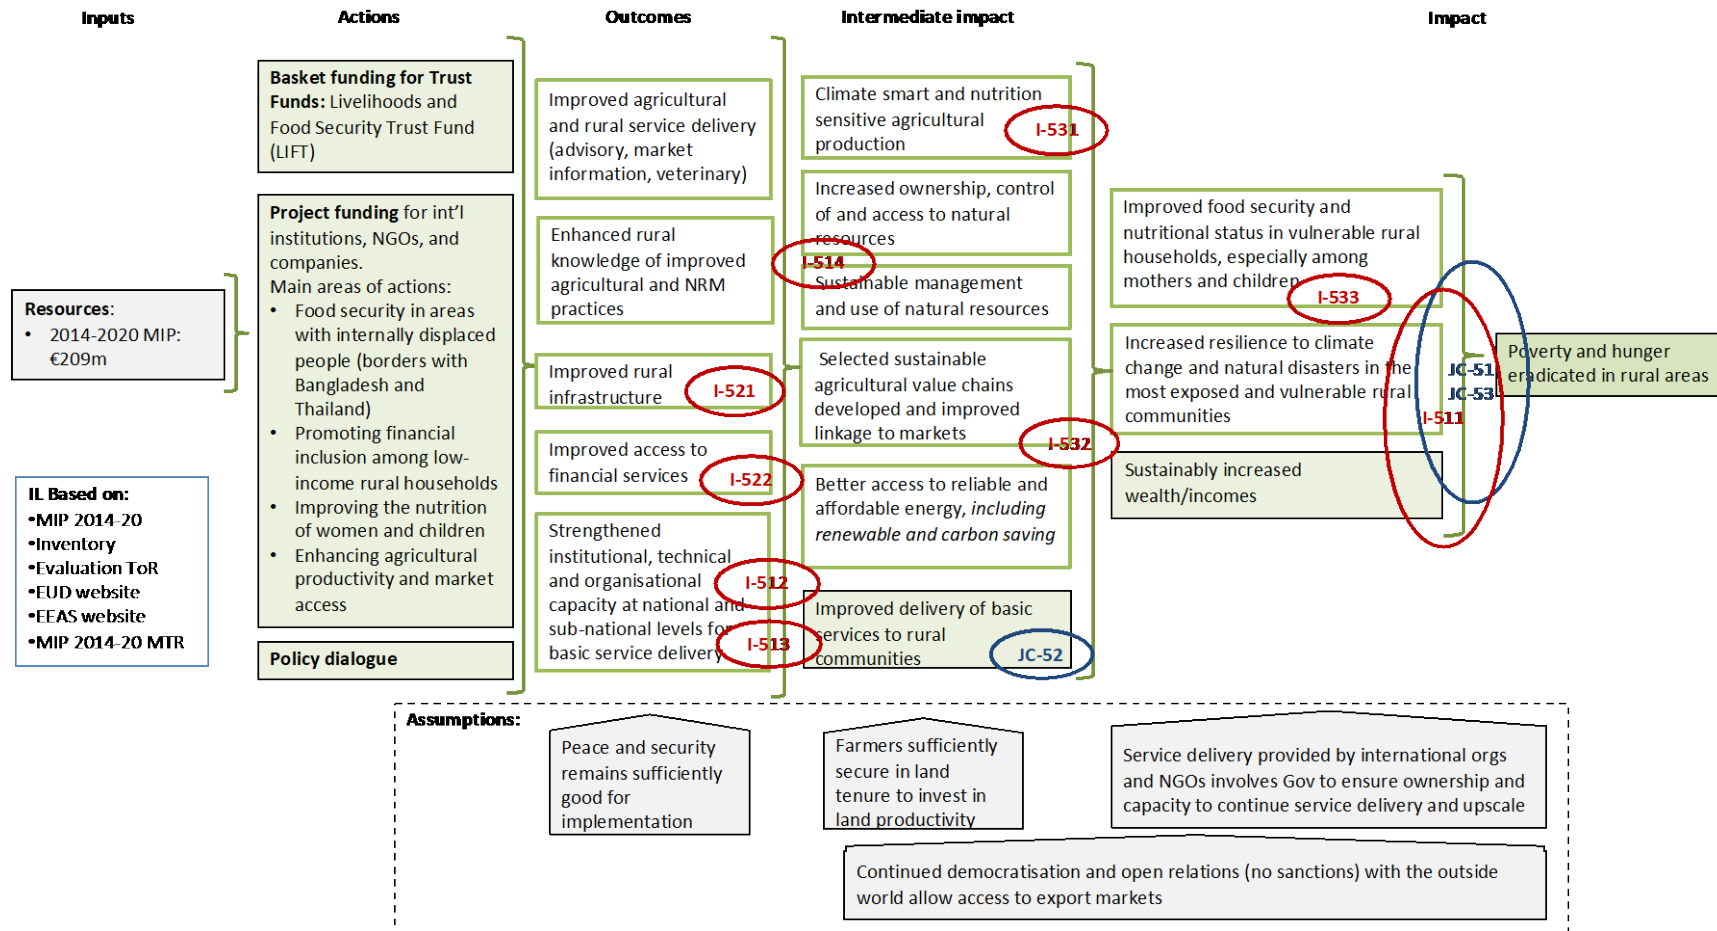 Inputs
Actions
Outcomes
Intermediate impact
Impact
Resources:
• 2014-2020 MIP:
€209m
IL Based on:
•MIP 2014-20
•Inventory
•Evaluation ToR
•EUD website
•EEAS website
•MIP 2014-20 MTR
Basket funding for Trust
Funds: Livelihoods and
Food Security Trust Fund
(LIFT)
Project funding for int'l
institutions, NGOs, and
companies.
Main areas of actions:
• Food security in areas
with internally displaced
people (borders with
Bangladesh and
Thailand)
• Promoting financial
inclusion among low-
income rural households
• Improving the nutrition
of women and children
• Enhancing agricultural
productivity and market
access
Policy dialogue
Improved agricultural
and rural service delivery
(advisory, market
information, veterinary)
Enhanced rural
knowledge of improved
agricultural and NRM
practices
Improved rural
infrastructure
I-521
Improved access to
financial services
I-522
Strengthened
institutional, technical
and organisational
capacity at national and
sub-national levels for
basic service delivery
I-512
I-513
Climate smart and nutrition
sensitive agricultural
production
I-531
Increased ownership, control
of and access to natural
resources
I-514
Sustainable management
and use of natural resources
Selected sustainable
agricultural value chains
developed and improved
linkage to markets
I-532
Better access to reliable and
affordable energy, including
renewable and carbon saving
Improved delivery of basic
services to rural
communities
JC-52
Improved food security and
nutritional status in vulnerable rural
households, especially among
mothers and children
I-533
Increased resilience to climate
change and natural disasters in the
most exposed and vulnerable rural
communities
Sustainably increased
wealth/incomes
JC-51
JC-53
I-511
Poverty and hunger
eradicated in rural areas
Assumptions:
Peace and security
remains sufficiently
good for
implementation
Farmers sufficiently
secure in land
tenure to invest in
land productivity
Service delivery provided by international orgs
and NGOs involves Gov to ensure ownership and
capacity to continue service delivery and upscale
Continued democratisation and open relations (no sanctions) with the outside
world allow access to export markets